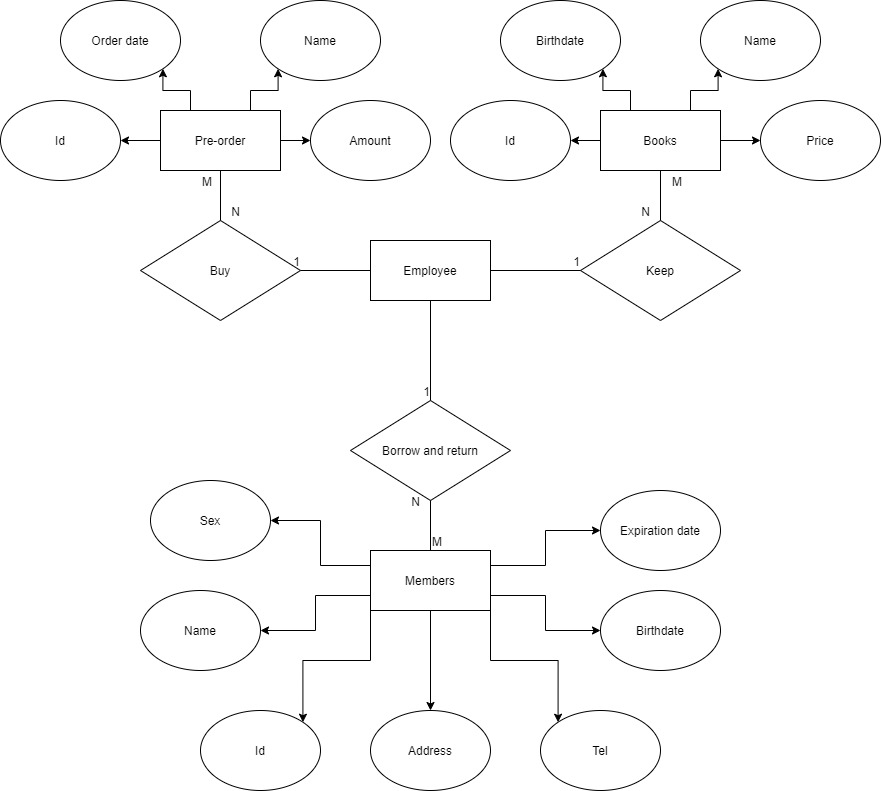 Order date
Name
Birthdate
Name
Id
Pre-order
Amount
Id
Books
Price
M
M
N
N
Buy
1
Employee
1
Keep
1
Borrow and return
N
M
Sex
Expiration date
Members
Name
Birthdate
Id
Address
Tel